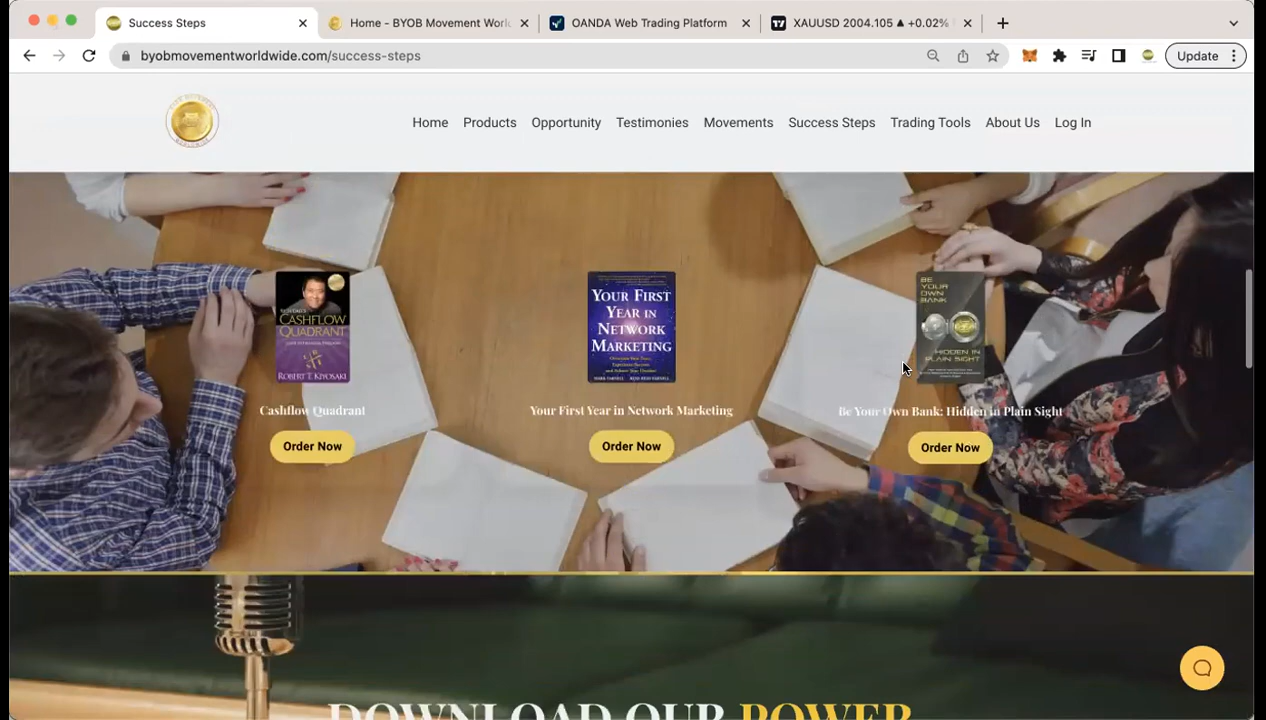 Success Steps
Home - BYOB Movement Worl
OANDA Web Trading Platform
XAUUSD 2004.105 ▲ +0.02%
byobmovementworldwide.com/success-steps
Update
Home Products Opportunity Testimonies Movements Success Steps Trading Tools About Us Log In
CASHFLOW
QUADRANT
ROBERT T. KIYOSAKI
YOUR FIRST
YEAR IN
NETWORK
MARKETING
BE
YOUR
OWN
BANK
HIDDEN IN
PLAIN SIGHT
Cashflow Quadrant
Your First Year in Network Marketing
Be Your Own Bank: Hidden in Plain Sight
Order Now
Order Now
Order Now
DOWNLOAD OUR POWER